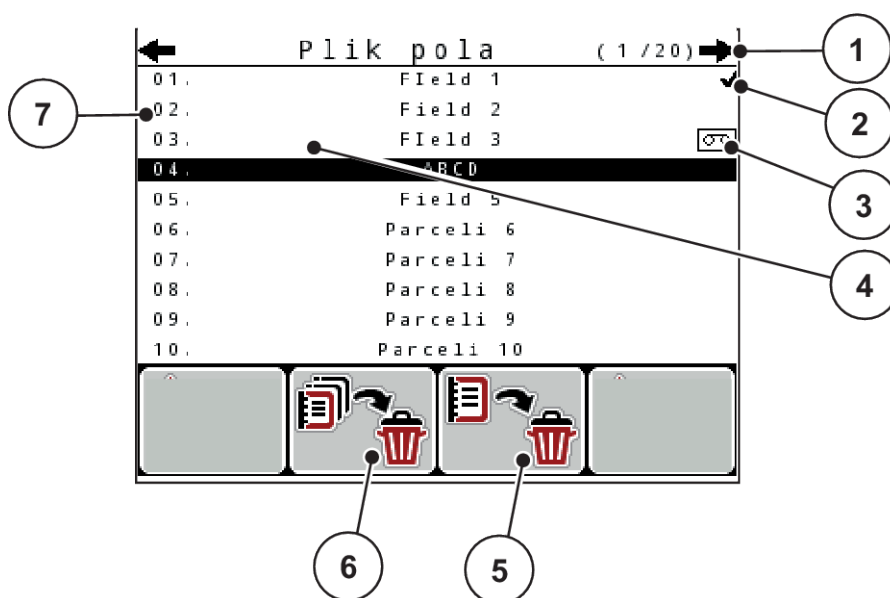 Plik pola (1/20)
01. FIeld 1
02. Field 2
03. FIeld 3
04. ABCD
05. Field 5
06. Parceli 6
07. Parceli 7
08. Parceli 8
09. Parceli 9
10. Parceli 10
1
2
3
4
5
6
7